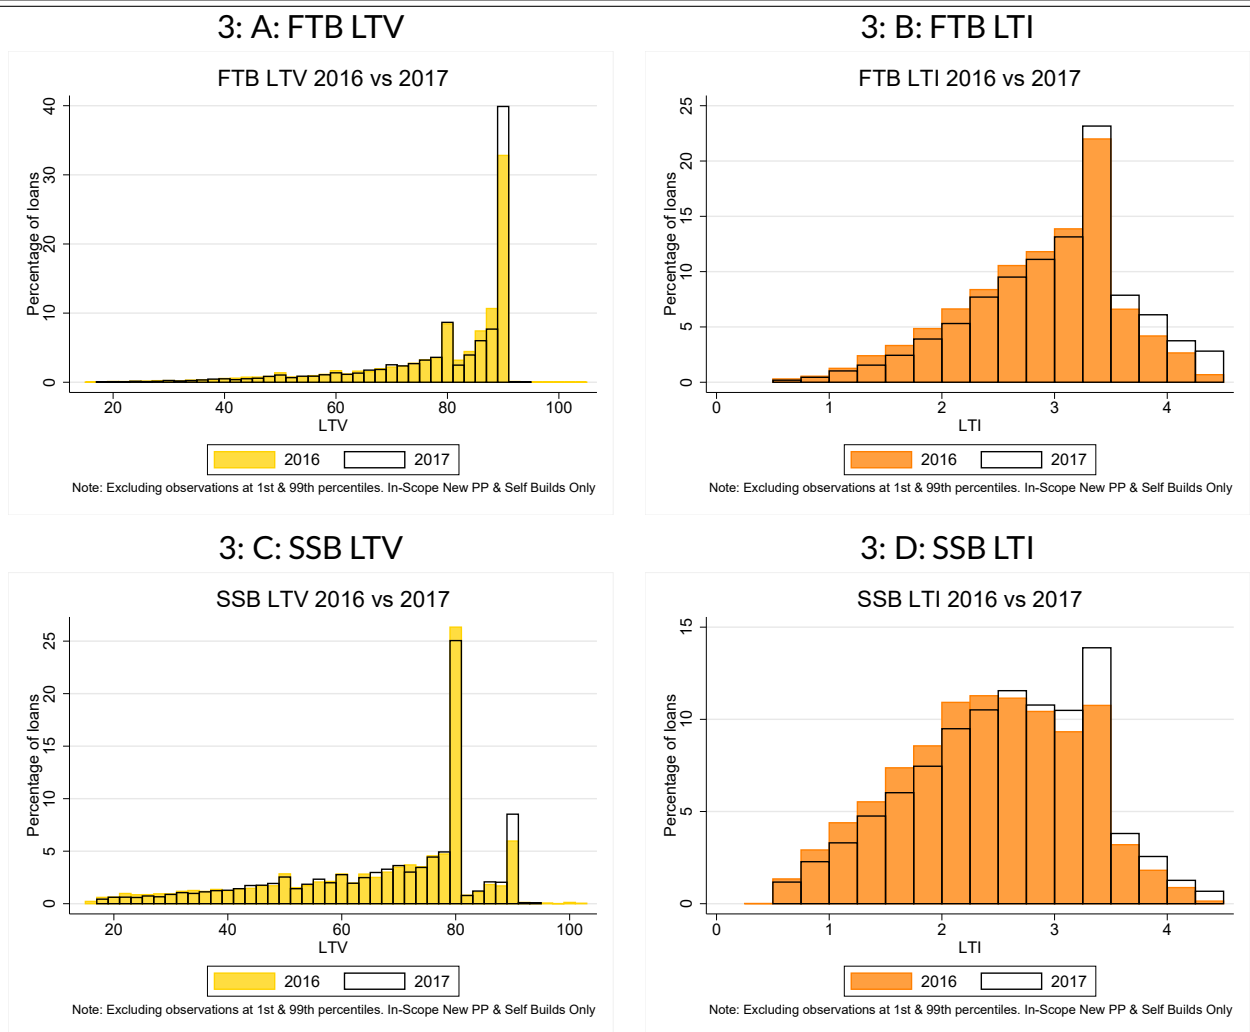 3: A: FTB LTV
FTB LTV 2016 vs 2017
Percentage of loans
40
30
20
10
0
20 40 60 80 100
LTV
2016 2017
Note: Excluding observations at 1st & 99th percentiles. In-Scope New PP & Self Builds Only
3: B: FTB LTI
FTB LTI 2016 vs 2017
Percentage of loans
25
20
15
10
5
0
0 1 2 3 4
LTI
2016 2017
Note: Excluding observations at 1st & 99th percentiles. In-Scope New PP & Self Builds Only
3: C: SSB LTV
SSB LTV 2016 vs 2017
Percentage of loans
25
20
15
10
5
0
20 40 60 80 100
LTV
2016 2017
Note: Excluding observations at 1st & 99th percentiles. In-Scope New PP & Self Builds Only
3: D: SSB LTI
SSB LTI 2016 vs 2017
Percentage of loans
15
10
5
0
0 1 2 3 4
LTI
2016 2017
Note: Excluding observations at 1st & 99th percentiles. In-Scope New PP & Self Builds Only